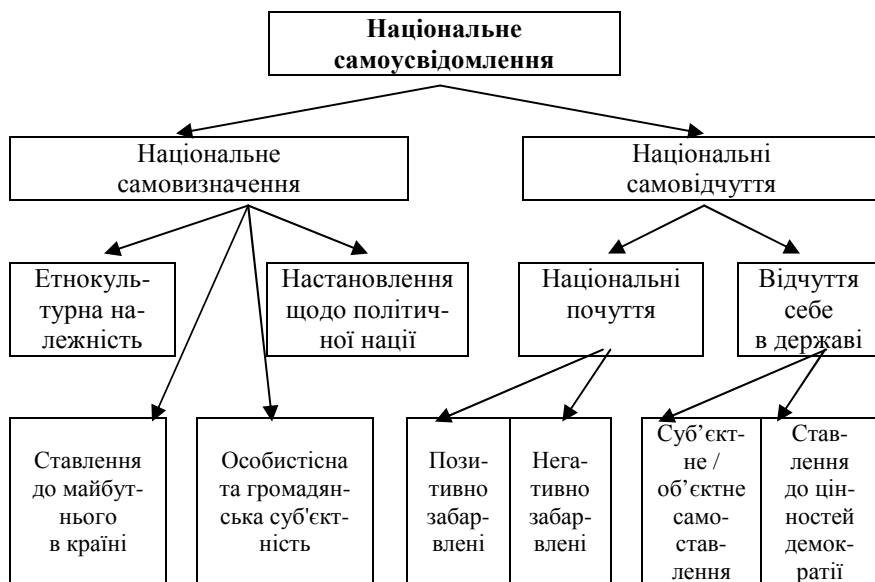 Національне
самоусвідомлення
Національне
самовизначення
Національні
самовідчуття
Етнокуль-
турна на-
лежність
Настановлення
щодо політич-
ної нації
Національні
почуття
Відчуття
себе
в державі
Ставлення
до майбут-
нього
в країні
Особистісна
та громадян-
ська суб'єкт-
ність
Пози-
тивно
забар-
влені
Нега-
тивно
забар-
влені
Суб’єкт-
не /
об’єктне
само-
став-
лення
Став-
лення
до цін-
ностей
демок-
ратії